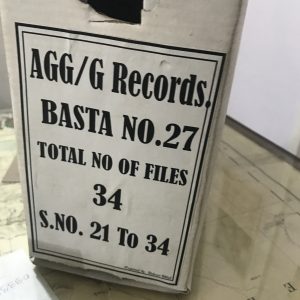 AGG/G Records.
BASTA NO.27
TOTAL NO OF FILES
34
S.NO. 21 To 34